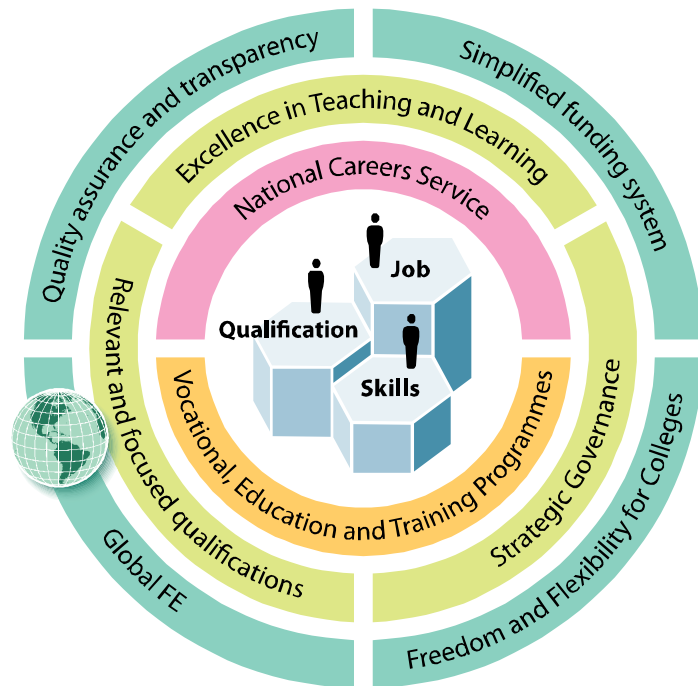 Quality assurance and transparency
Simplified funding system
Excellence in Teaching and Learning
National Careers Service
Job
Qualification
Skills
Relevant and focused qualifications
Vocational, Education and Training Programmes
Strategic Governance
Global FE
Freedom and Flexibility for Colleges